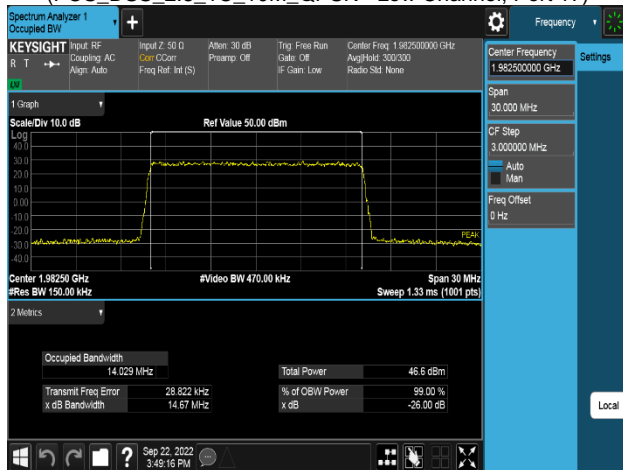 Spectrum Analyzer 1
Occupied BW
Frequency
KEYSIGHT
R T
Input: RF
Coupling: AC
Align: Auto
Input Z: 50 Ω
Corr CCorr
Freq Ref: Int (S)
Atten: 30 dB
Preamp: Off
Trig: Free Run
Gate: Off
IF Gain: Low
Center Freq: 1.982500000 GHz
Avg|Hold: 300/300
Radio Std: None
Center Frequency
1.982500000 GHz
Settings
Span
30.000 MHz
CF Step
3.000000 MHz
Auto
Man
Freq Offset
0 Hz
1 Graph
Scale/Div 10.0 dB
Ref Value 50.00 dBm
Log
40.0
30.0
20.0
10.0
0.00
-10.0
-20.0
-30.0
-40.0
PEAK
Center 1.98250 GHz
#Video BW 470.00 kHz
Span 30 MHz
#Res BW 150.00 kHz
Sweep 1.33 ms (1001 pts)
2 Metrics
Occupied Bandwidth
14.029 MHz
Total Power
46.6 dBm
Transmit Freq Error
28.822 kHz
% of OBW Power
99.00 %
x dB Bandwidth
14.67 MHz
x dB
-26.00 dB
Local
Sep 22, 2022
3:49:16 PM